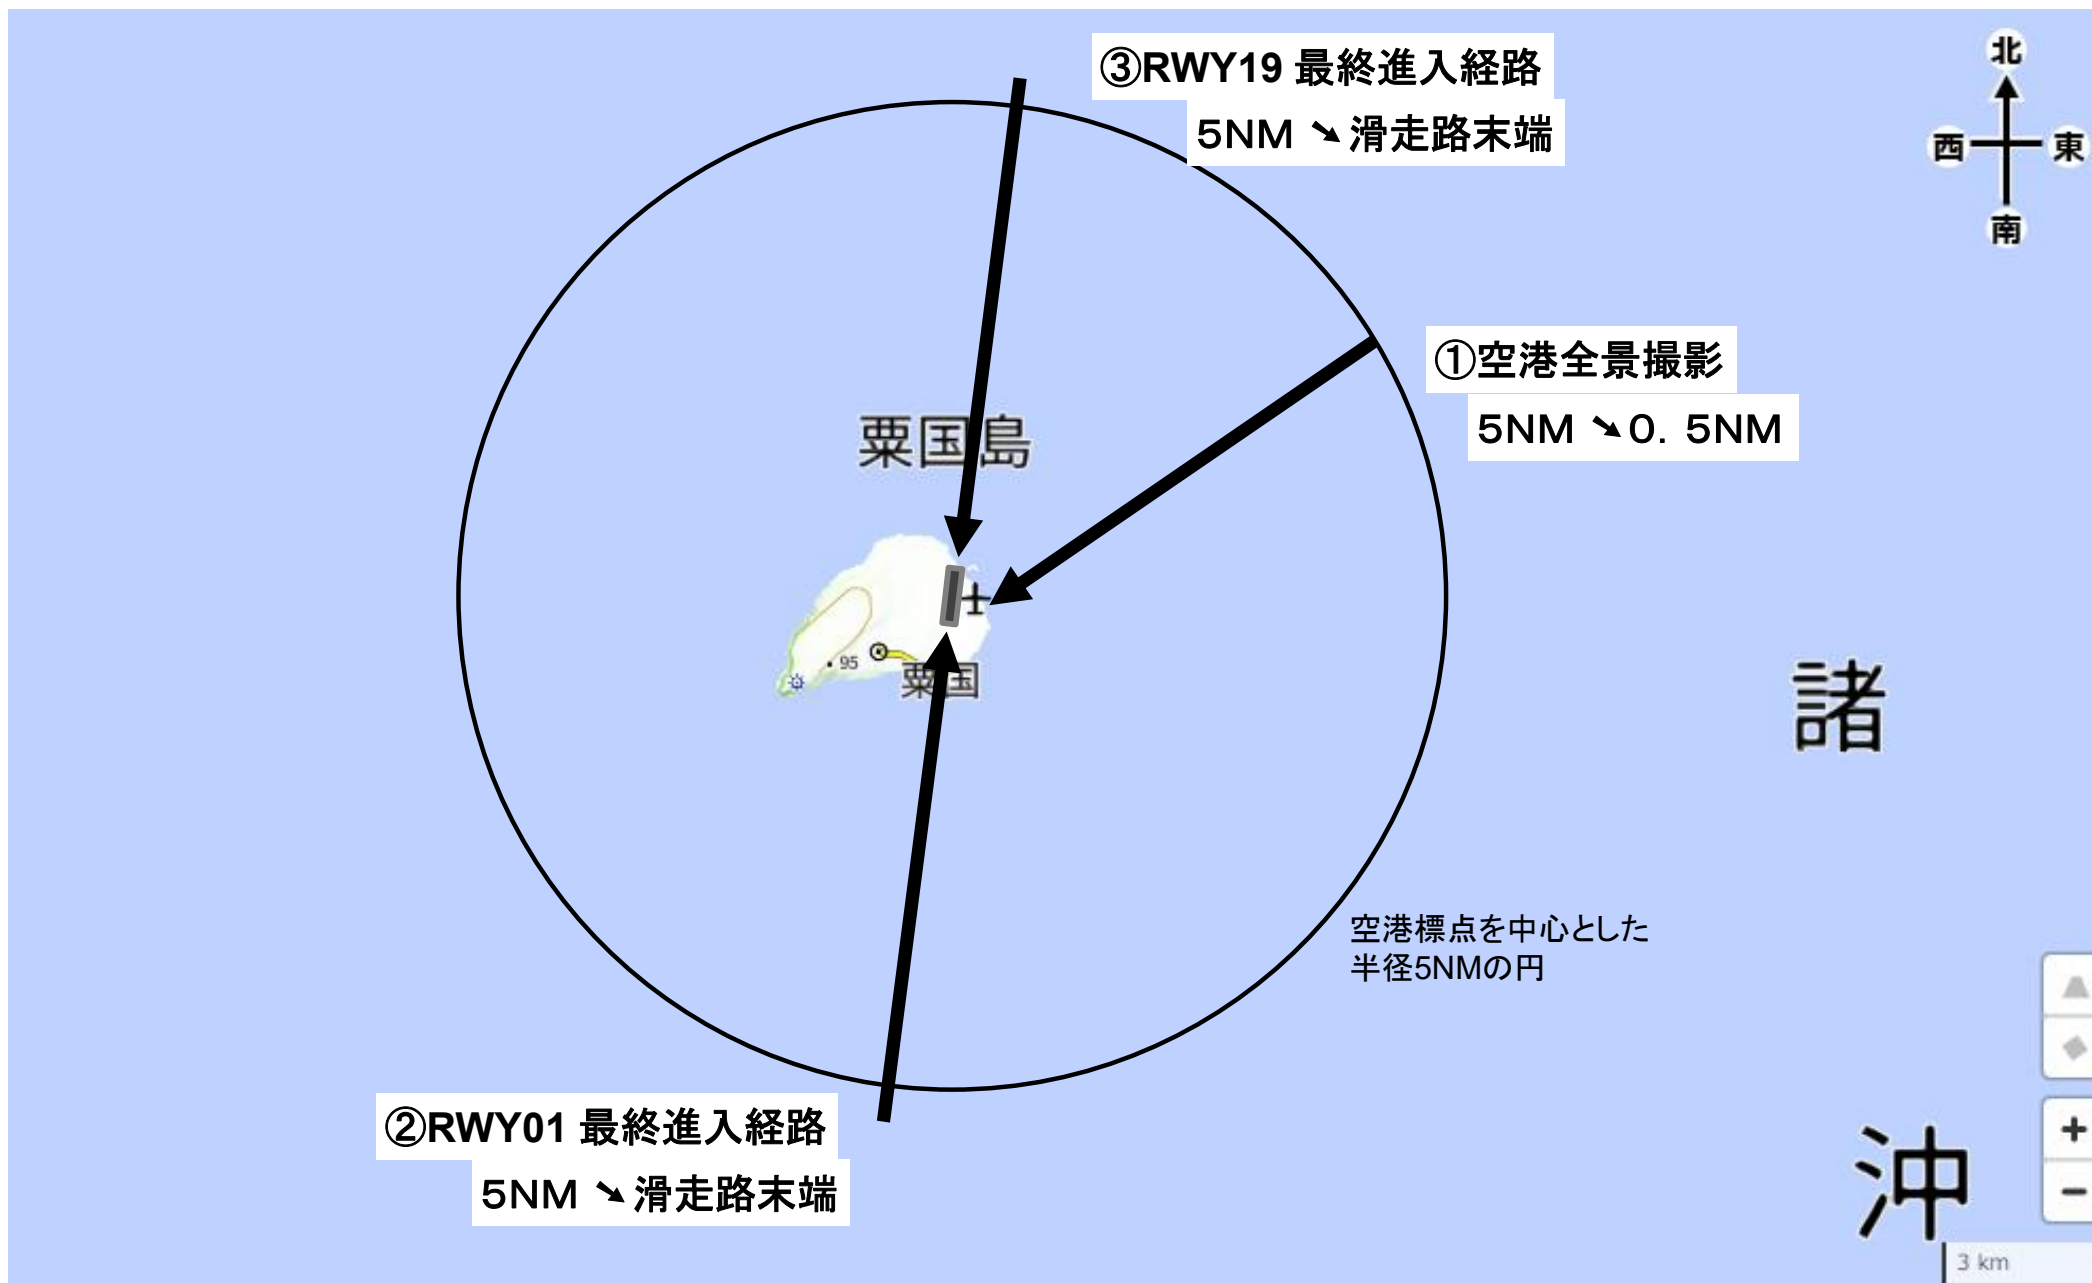 ③RWY19 最終進入経路
5NM ➘滑走路末端
北
西
東
南
①空港全景撮影
5NM ➘0. 5NM
粟国島
95
粟国
諸
空港標点を中心とした
半径5NMの円
②RWY01 最終進入経路
5NM ➘滑走路末端
沖
+
−
3 km